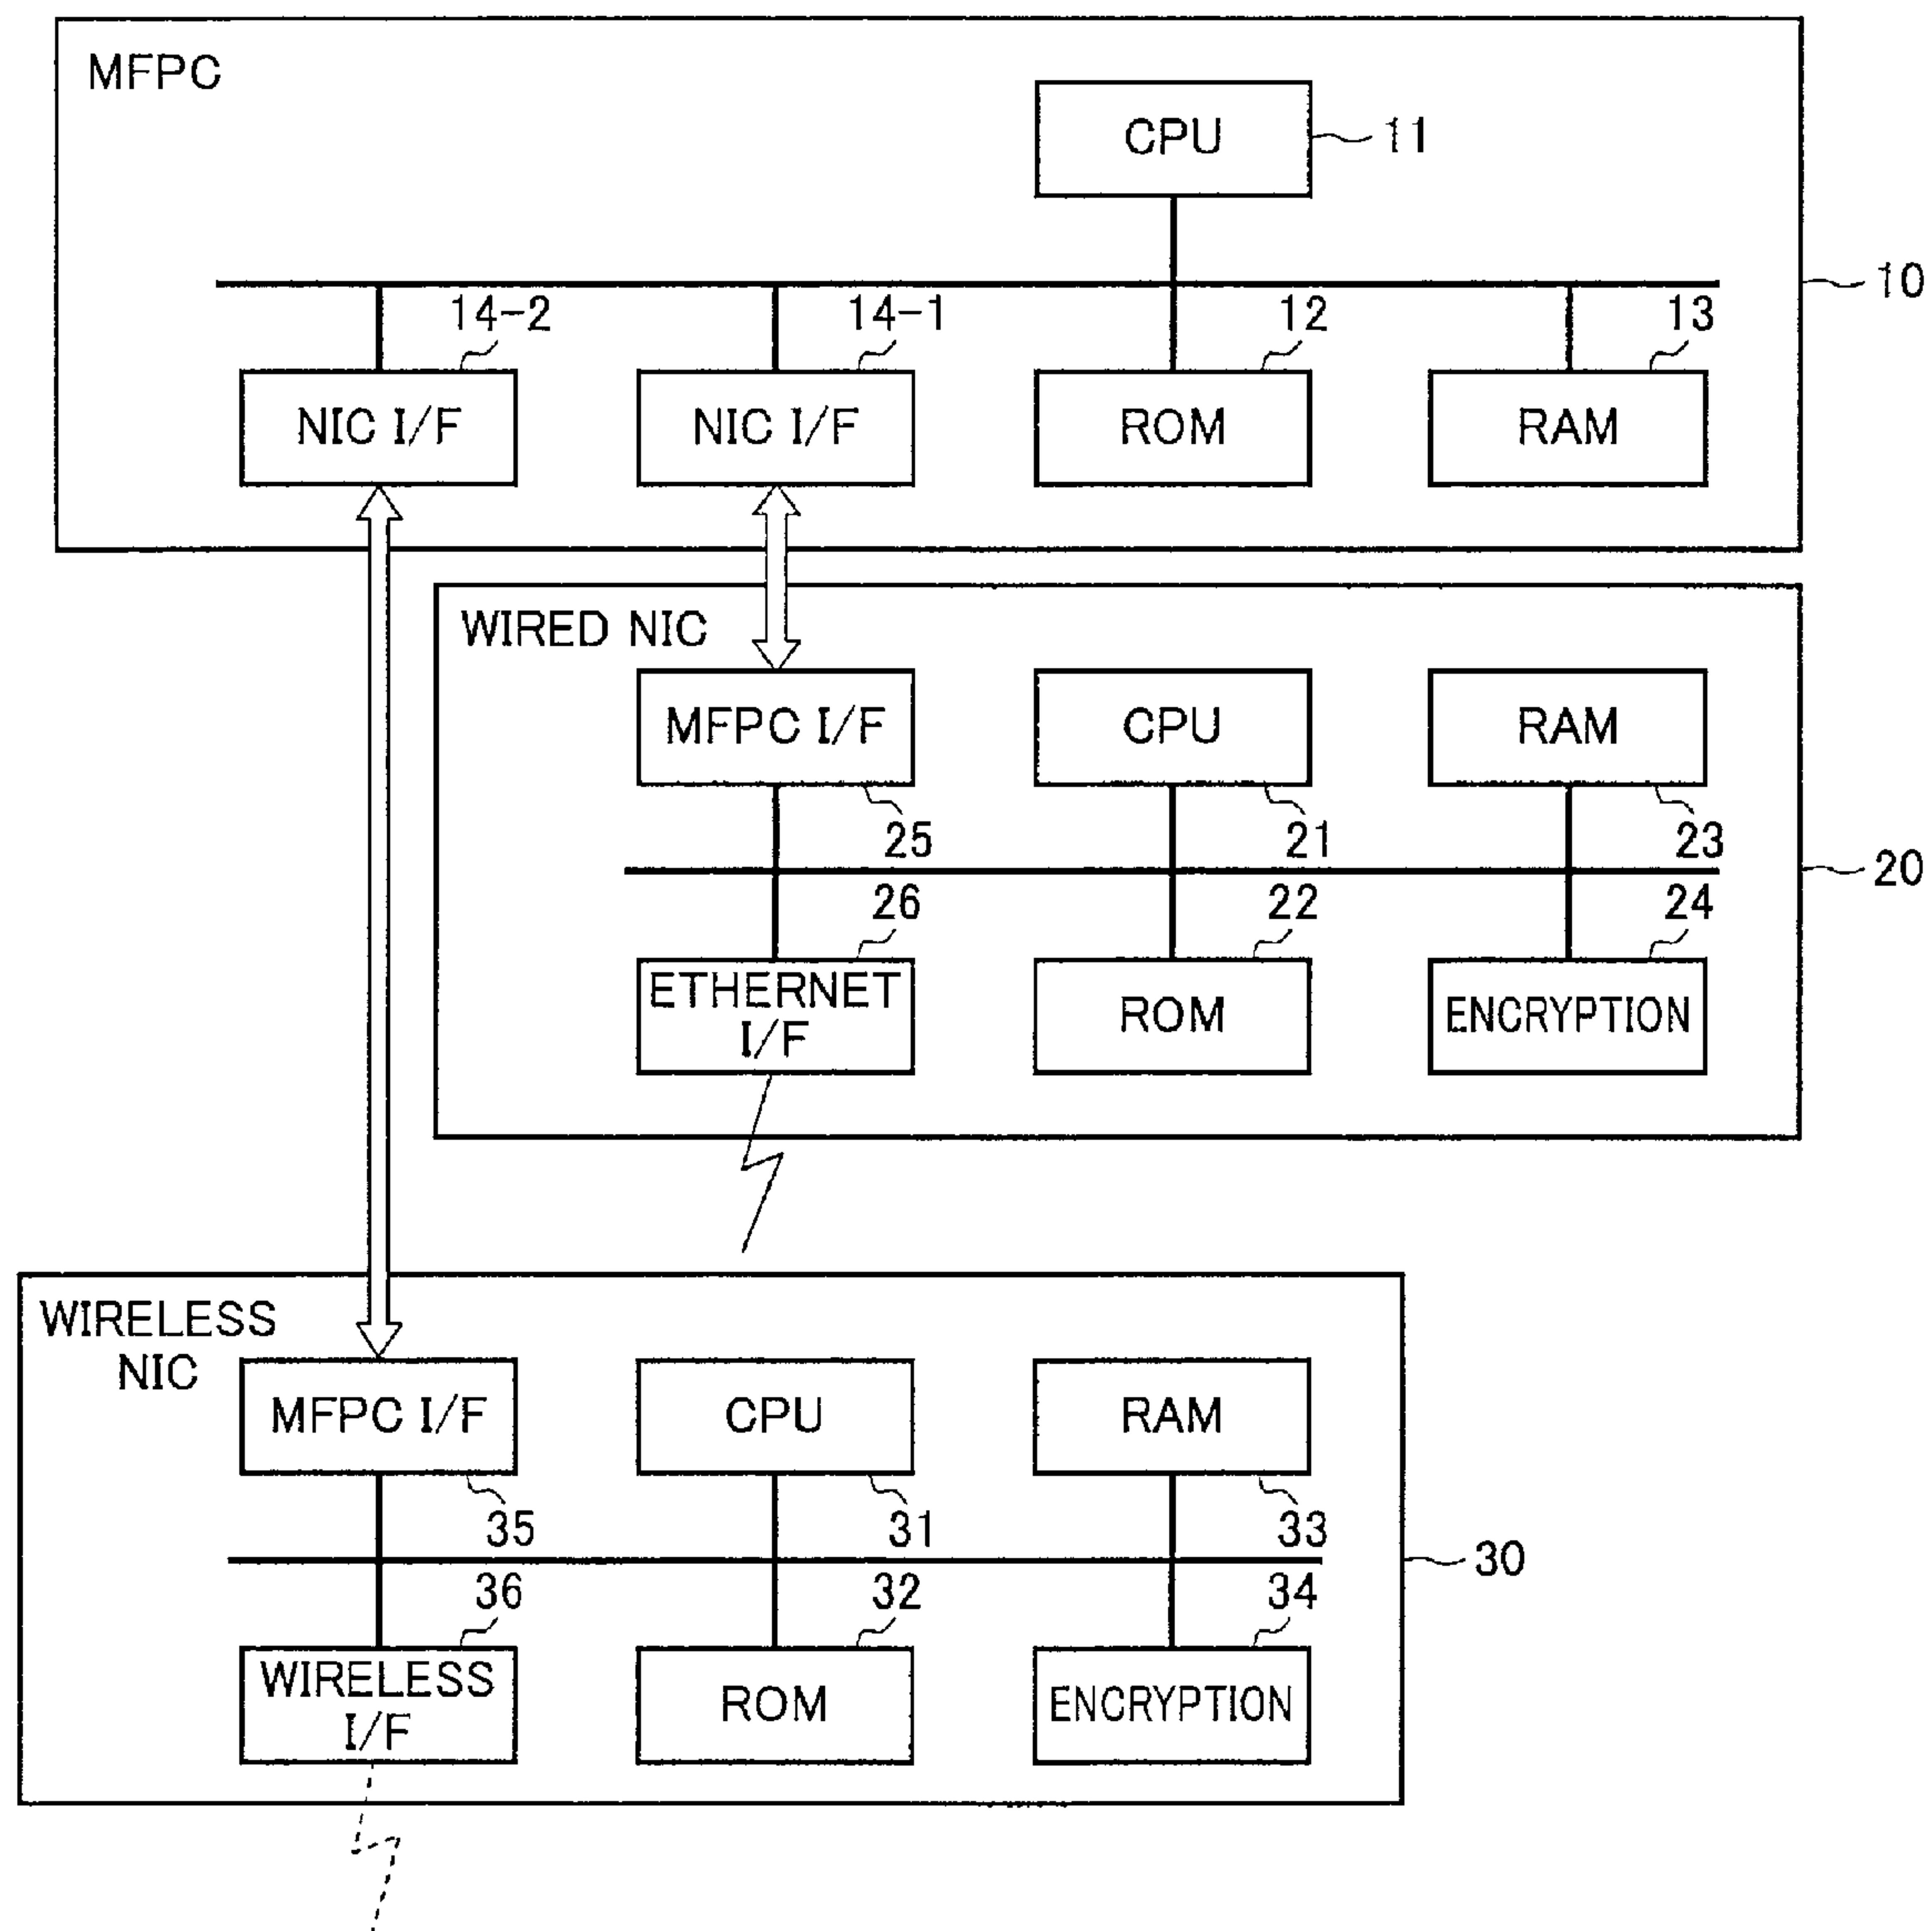 MFPC
CPU
11
10
14-2
14-1
12
13
NIC I/F
NIC I/F
ROM
RAM
WIRED NIC
MFPC I/F
CPU
RAM
25
21
23
20
26
22
24
ETHERNET
I/F
ROM
ENCRYPTION
WIRELESS
NIC
MFPC I/F
CPU
RAM
35
31
33
30
36
32
34
WIRELESS
I/F
ROM
ENCRYPTION